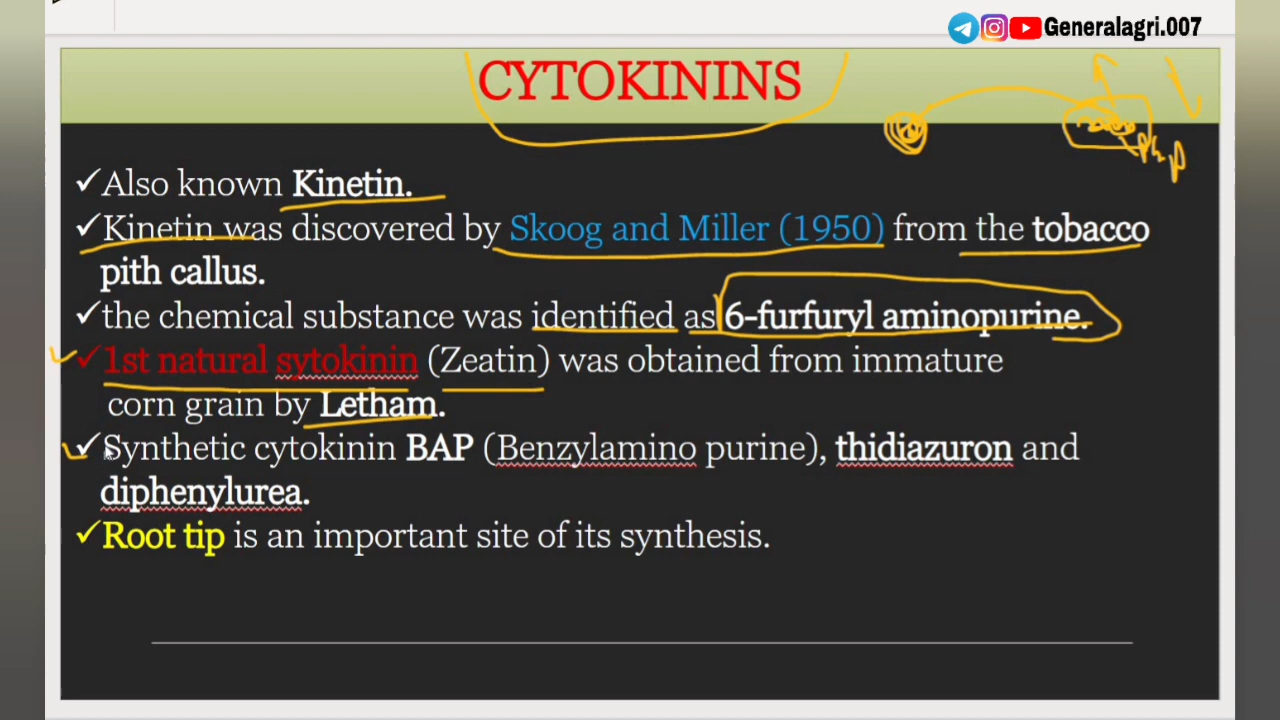 Generalagri.007
CYTOKININS
✓Also known Kinetin.
✓Kinetin was discovered by Skoog and Miller (1950) from the tobacco
pith callus.
✓the chemical substance was identified as 6-furfuryl aminopurine.
✓1st natural sytokinin (Zeatin) was obtained from immature
corn grain by Letham.
✓Synthetic cytokinin BAP (Benzylamino purine), thidiazuron and
diphenylurea.
✓Root tip is an important site of its synthesis.